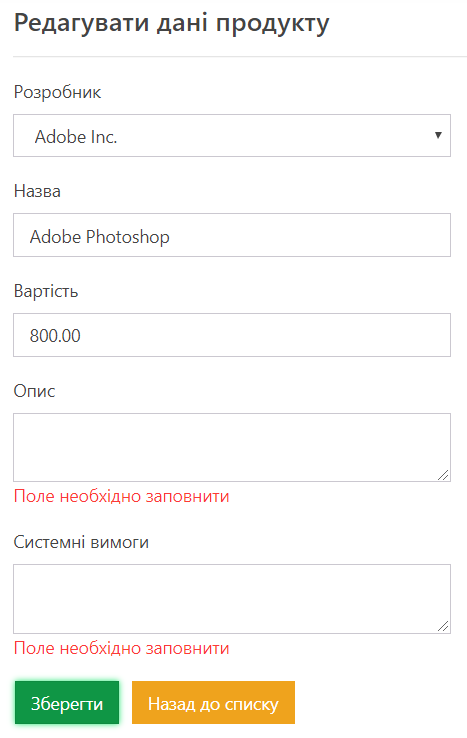 Редагувати дані продукту
Розробник
Adobe Inc.
Назва
Adobe Photoshop
Вартість
800.00
Опис
Поле необхідно заповнити
Системні вимоги
Поле необхідно заповнити
Зберегти
Назад до списку